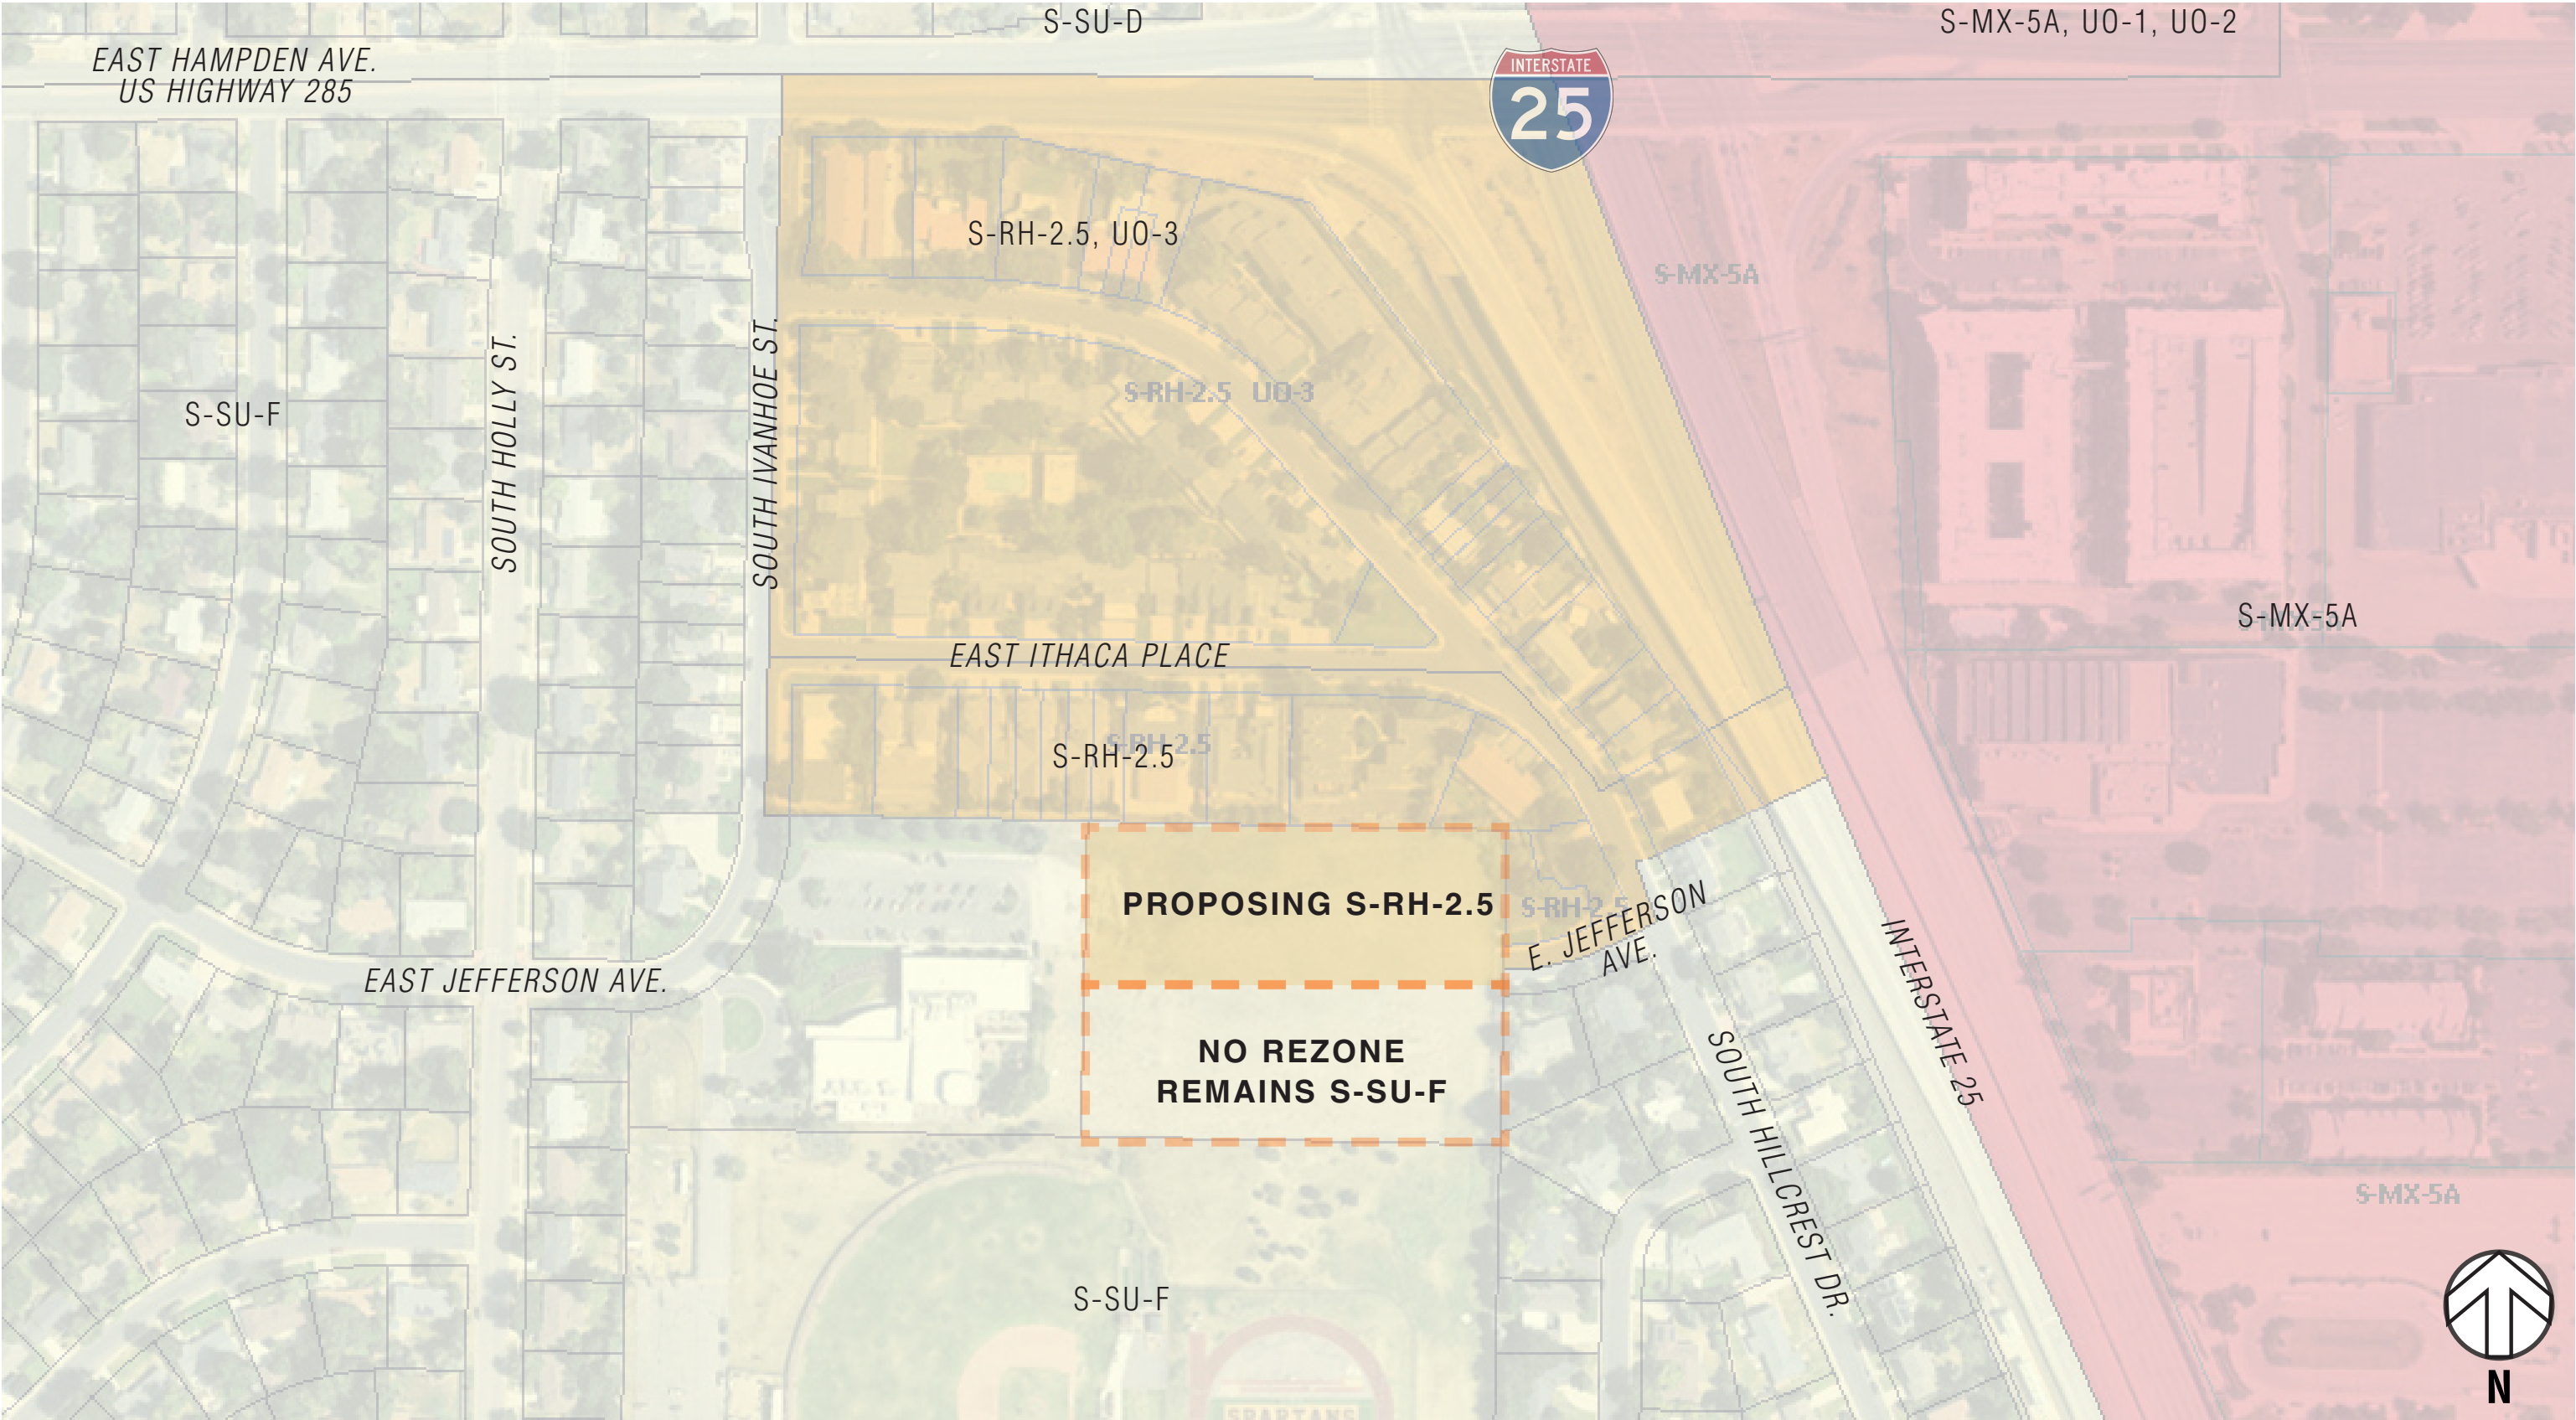 S-SU-D
S-MX-5A, UO-1, UO-2
EAST HAMPDEN AVE.
US HIGHWAY 285
INTERSTATE
25
S-RH-2.5, UO-3
S-MX-5A
S-RH-2.5 UO-3
S-SU-F
SOUTH HOLLY ST.
SOUTH IVANHOE ST.
S-MX-5A
EAST ITHACA PLACE
S-RH-2.5
S-RH-2.5
PROPOSING S-RH-2.5
S-RH-2.5
E. JEFFERSON
AVE.
EAST JEFFERSON AVE.
INTERSTATE 25
NO REZONE
REMAINS S-SU-F
SOUTH HILLCREST DR.
S-MX-5A
S-SU-F
SPARTANS
N